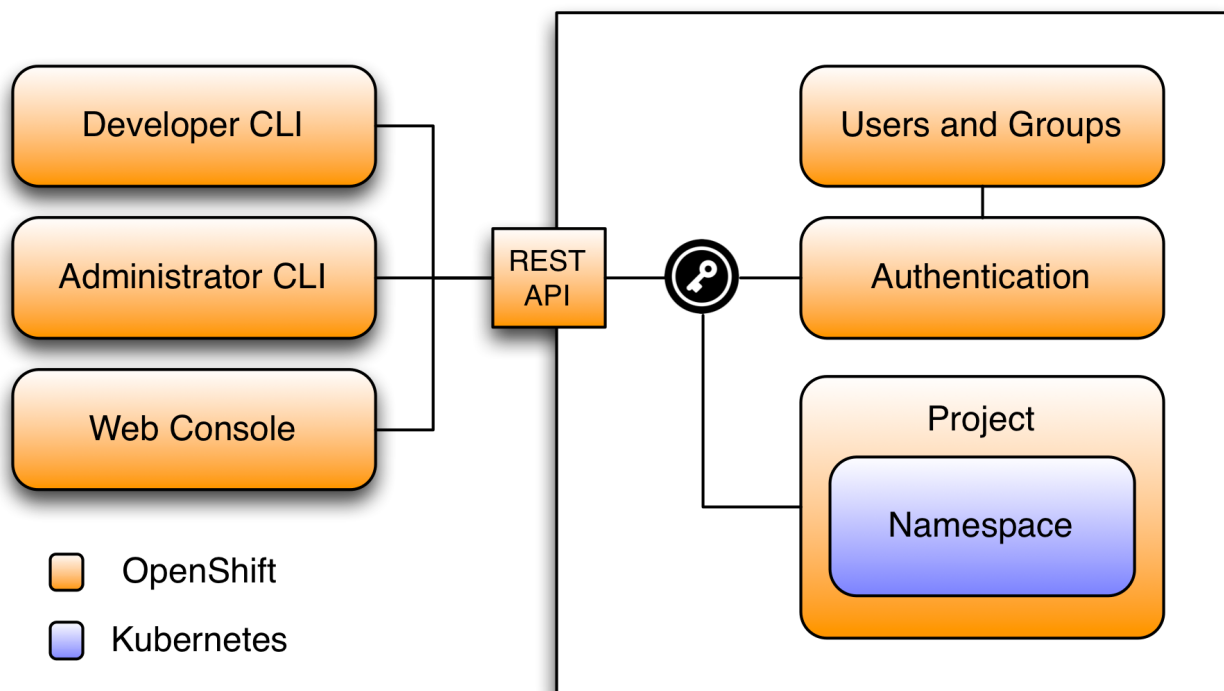 Developer CLI
Administrator CLI
Web Console
REST
API
Users and Groups
Authentication
Project
Namespace
OpenShift
Kubernetes